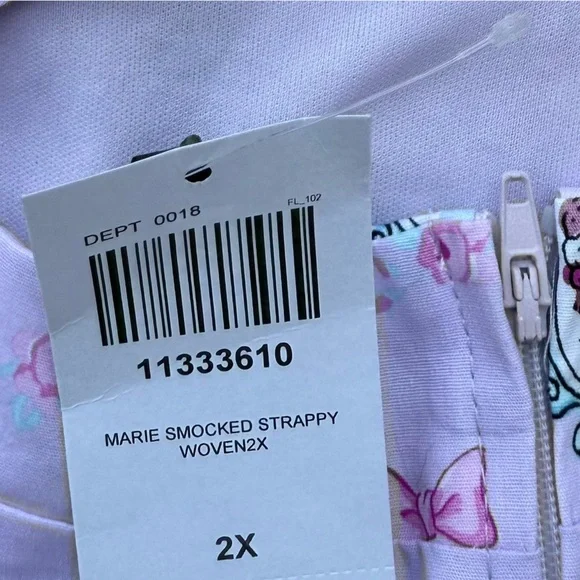 DEPT 0018
FL_102
11333610
MARIE SMOCKED STRAPPY
WOVEN2X
2X